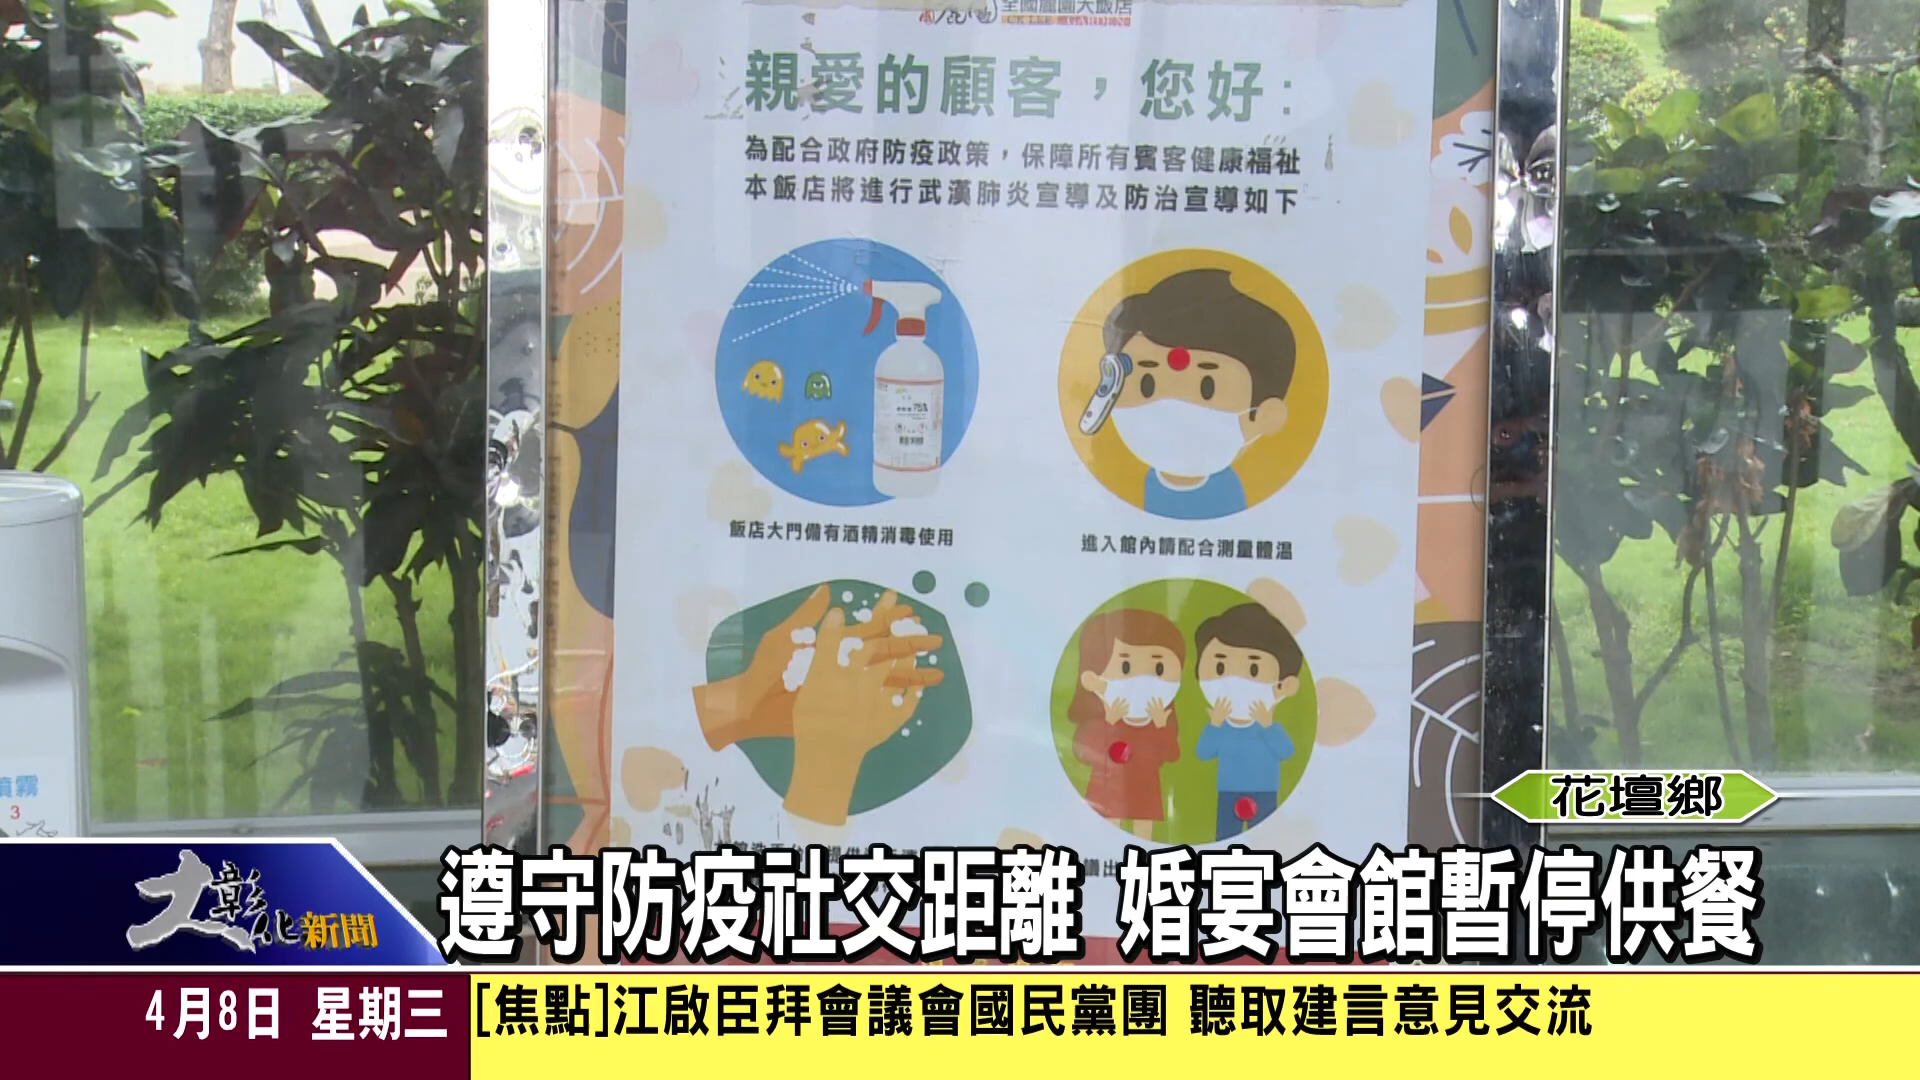 全國麗園大飯店
GARDEN
親愛的顧客，您好：
為配合政府防疫政策，保障所有賓客健康福祉
本飯店將進行武漢肺炎宣導及防治宣導如下
75%
飯店大門備有酒精消毒使用
進入館內請配合測量體溫
噴霧
3
花壇鄉
大彰化新聞
遵守防疫社交距離 婚宴會館暫停供餐
4月8日 星期三
[焦點]江啟臣拜會議會國民黨團 聽取建言意見交流